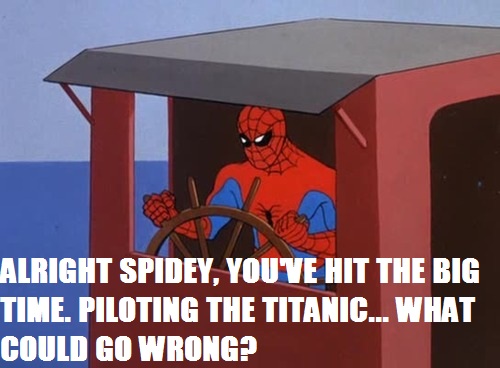 ALRIGHT SPIDEY, YOU'VE HIT THE BIG
TIME. PILOTING THE TITANIC... WHAT
COULD GO WRONG?